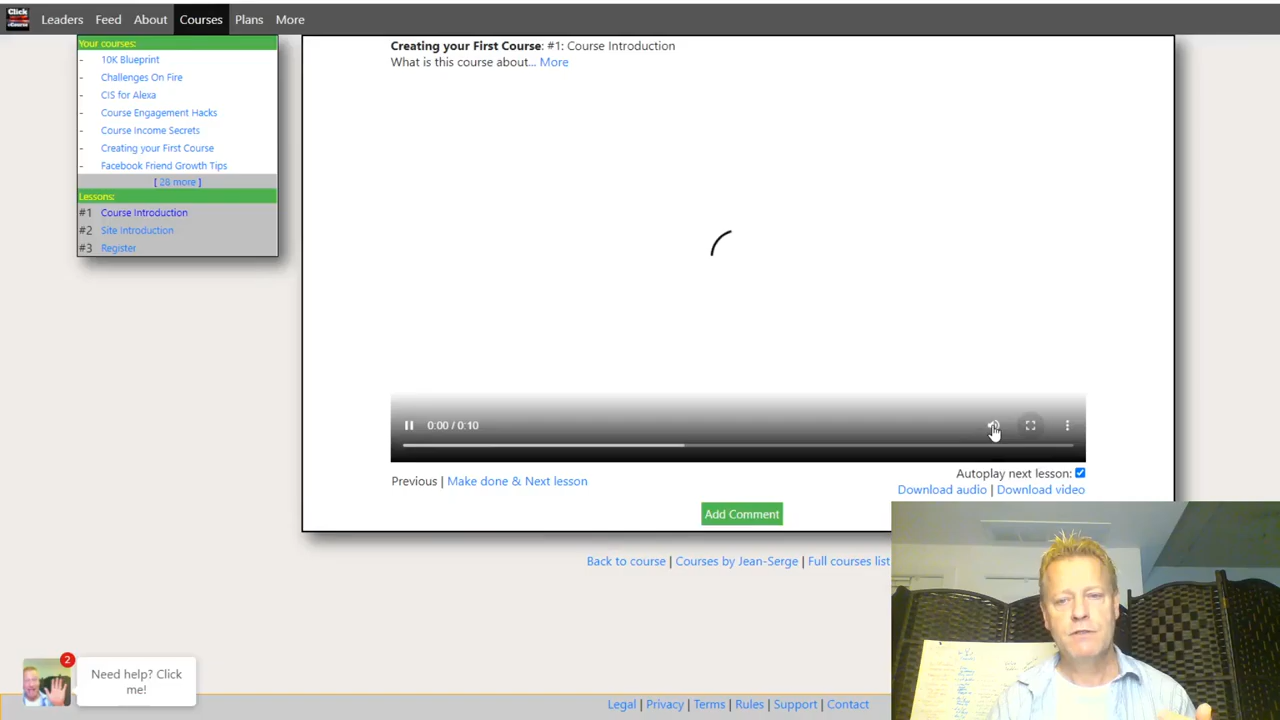 Click
eCourse
Leaders Feed About Courses Plans More
Your courses:
- 10K Blueprint
- Challenges On Fire
- CIS for Alexa
- Course Engagement Hacks
- Course Income Secrets
- Creating your First Course
- Facebook Friend Growth Tips
[ 28 more ]
Lessons:
#1 Course Introduction
#2 Site Introduction
#3 Register
Creating your First Course: #1: Course Introduction
What is this course about... More
0:00 / 0:10
Previous | Make done & Next lesson
Autoplay next lesson:
Download audio | Download video
Add Comment
Back to course | Courses by Jean-Serge | Full courses list
2
Need help? Click
me!
Legal | Privacy | Terms | Rules | Support | Contact